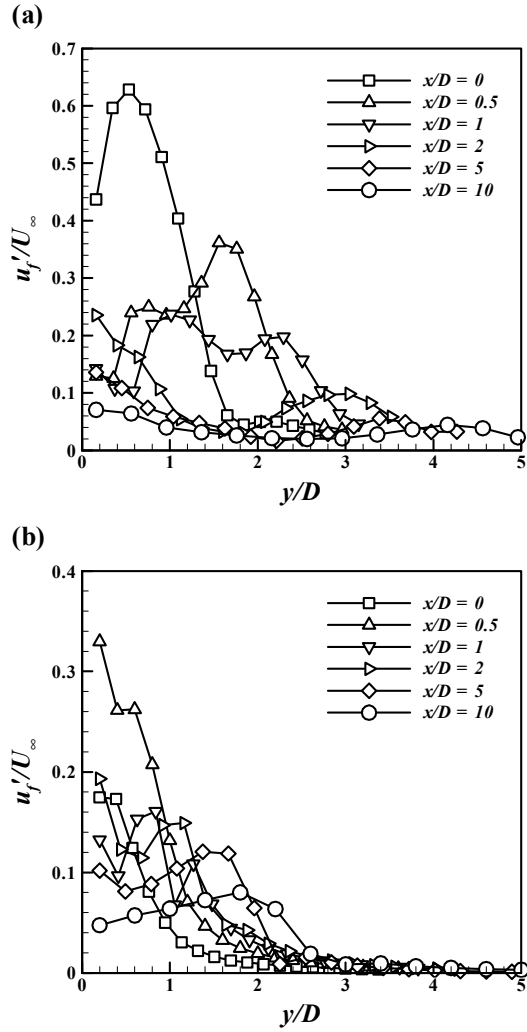 (a)
0.7
0.6
0.5
0.4
0.3
0.2
0.1
0
0 1 2 3 4 5
u_f'/U_∞
y/D
x/D = 0
x/D = 0.5
x/D = 1
x/D = 2
x/D = 5
x/D = 10
(b)
0.4
0.3
0.2
0.1
0
0 1 2 3 4 5
u_f'/U_∞
y/D
x/D = 0
x/D = 0.5
x/D = 1
x/D = 2
x/D = 5
x/D = 10